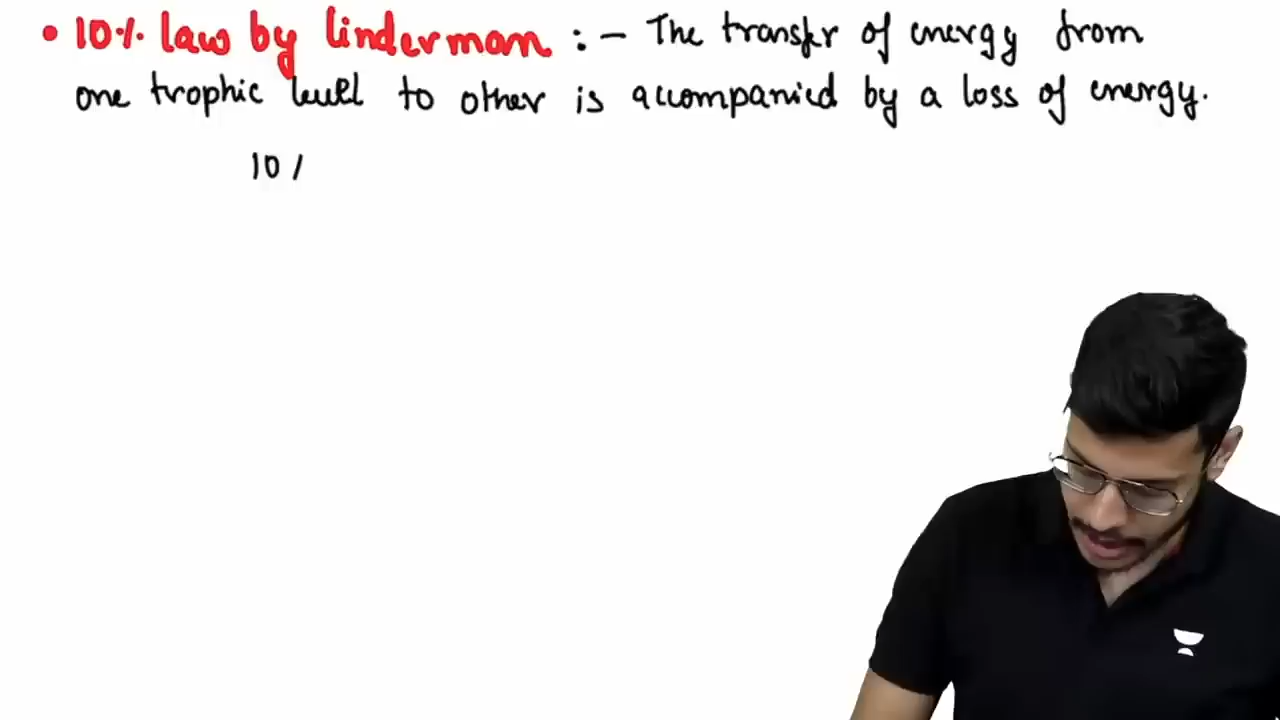 • 10% law by linderman :- The transfer of energy from
one trophic level to other is accompanied by a loss of energy.
10 /